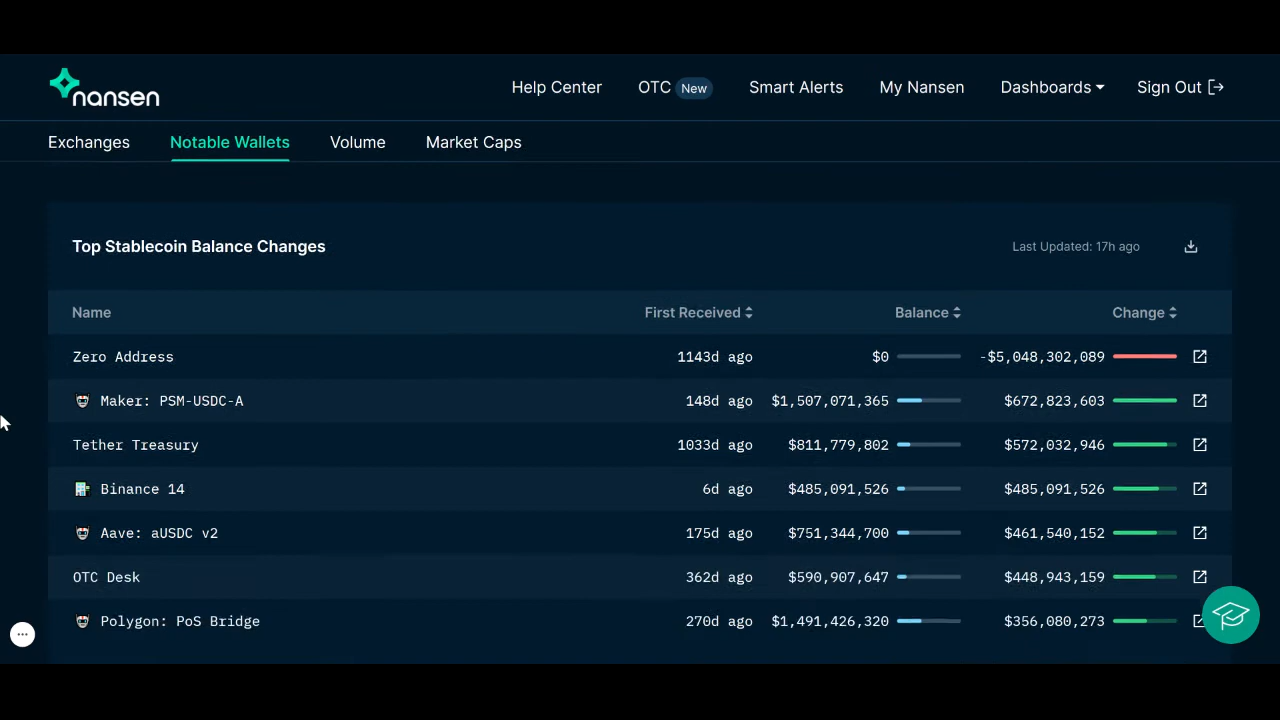 nansen
Help Center OTC New Smart Alerts My Nansen Dashboards Sign Out
Exchanges Notable Wallets Volume Market Caps
Top Stablecoin Balance Changes Last Updated: 17h ago
Name First Received Balance Change
Zero Address 1143d ago $0 -$5,048,302,089
Maker: PSM-USDC-A 148d ago $1,507,071,365 $672,823,603
Tether Treasury 1033d ago $811,779,802 $572,032,946
Binance 14 6d ago $485,091,526 $485,091,526
Aave: aUSDC v2 175d ago $751,344,700 $461,540,152
OTC Desk 362d ago $590,907,647 $448,943,159
Polygon: PoS Bridge 270d ago $1,491,426,320 $356,080,273